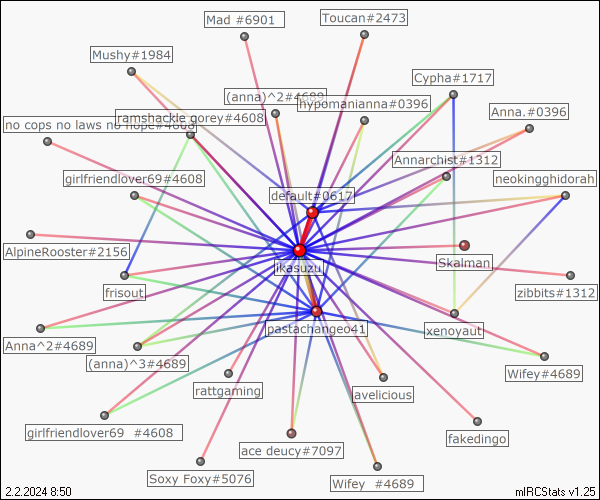 Mad #6901
Toucan#2473
Mushy#1984
Cypha#1717
(anna)^2#4689
hypomanianna#0396
Anna.#0396
ramshackle gorey#4608
no cops no laws no hope#4608
Annarchist#1312
girlfriendlover69#4608
neokingghidorah
default#0617
AlpineRooster#2156
Skalman
jikasuzu
frisout
zibbits#1312
pastachangeo41
xenoyaut
Anna^2#4689
(anna)^3#4689
Wifey#4689
rattgaming
avelicious
girlfriendlover69 #4608
fakedingo
ace deucy#7097
Soxy Foxy#5076
Wifey #4689
2.2.2024 8:50
mIRCStats v1.25